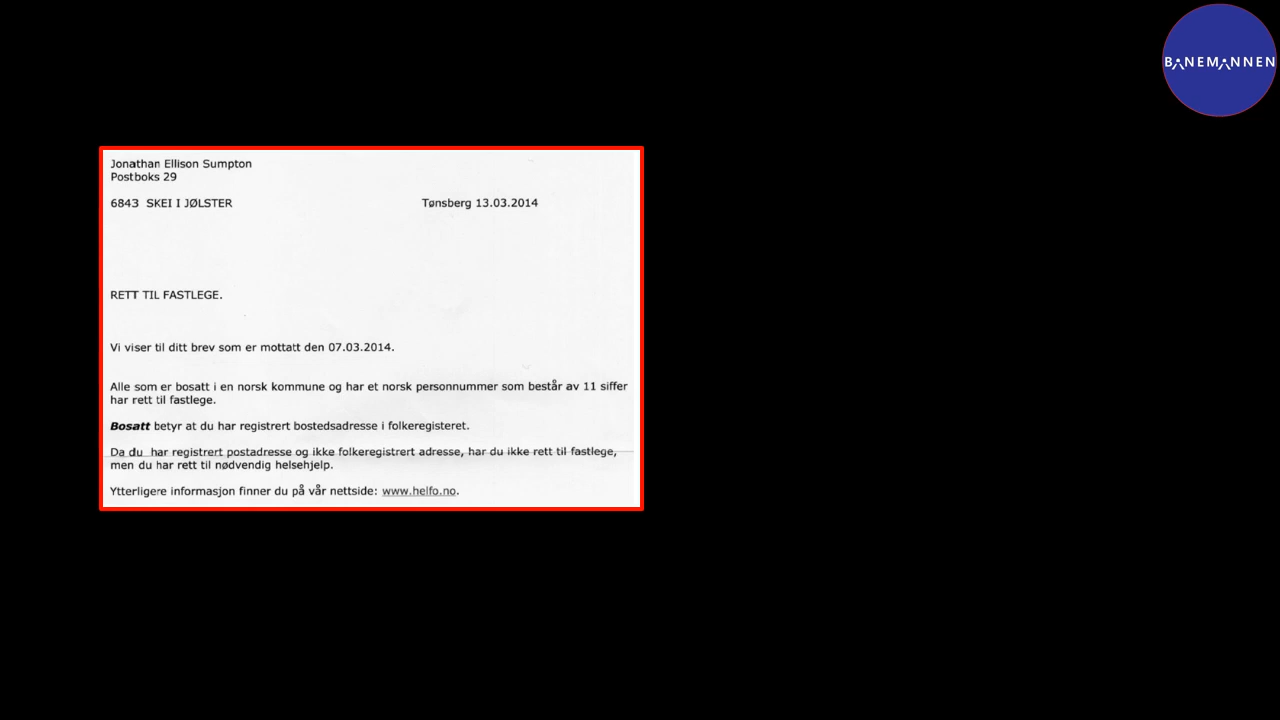 BANEMANNEN
Jonathan Ellison Sumpton
Postboks 29
6843 SKEI I JØLSTER
Tønsberg 13.03.2014
RETT TIL FASTLEGE.
Vi viser til ditt brev som er mottatt den 07.03.2014.
Alle som er bosatt i en norsk kommune og har et norsk personnummer som består av 11 siffer
har rett til fastlege.
Bosatt betyr at du har registrert bostedsadresse i folkeregisteret.
Da du har registrert postadresse og ikke folkeregistrert adresse, har du ikke rett til fastlege,
men du har rett til nødvendig helsehjelp.
Ytterligere informasjon finner du på vår nettside: www.helfo.no.